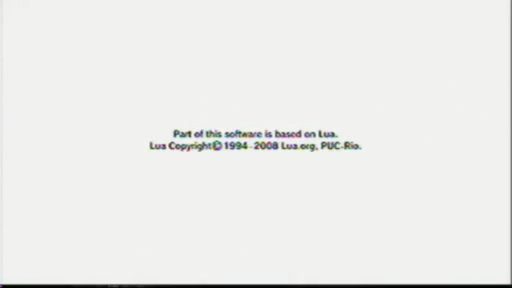 Part of this software is based on Lua.
Lua Copyright© 1994-2008 Lua.org, PUC-Rio.